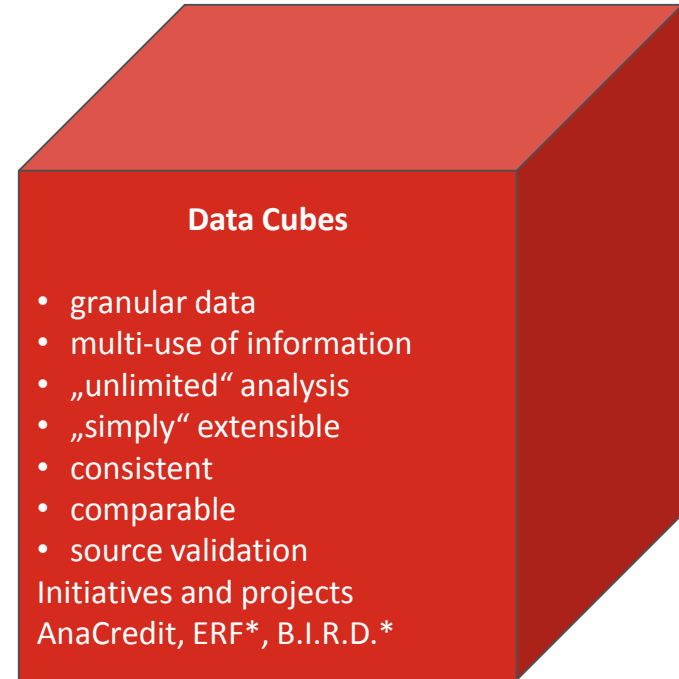 Data Cubes
• granular data
• multi-use of information
• „unlimited“ analysis
• „simply“ extensible
• consistent
• comparable
• source validation
Initiatives and projects
AnaCredit, ERF*, B.I.R.D.*